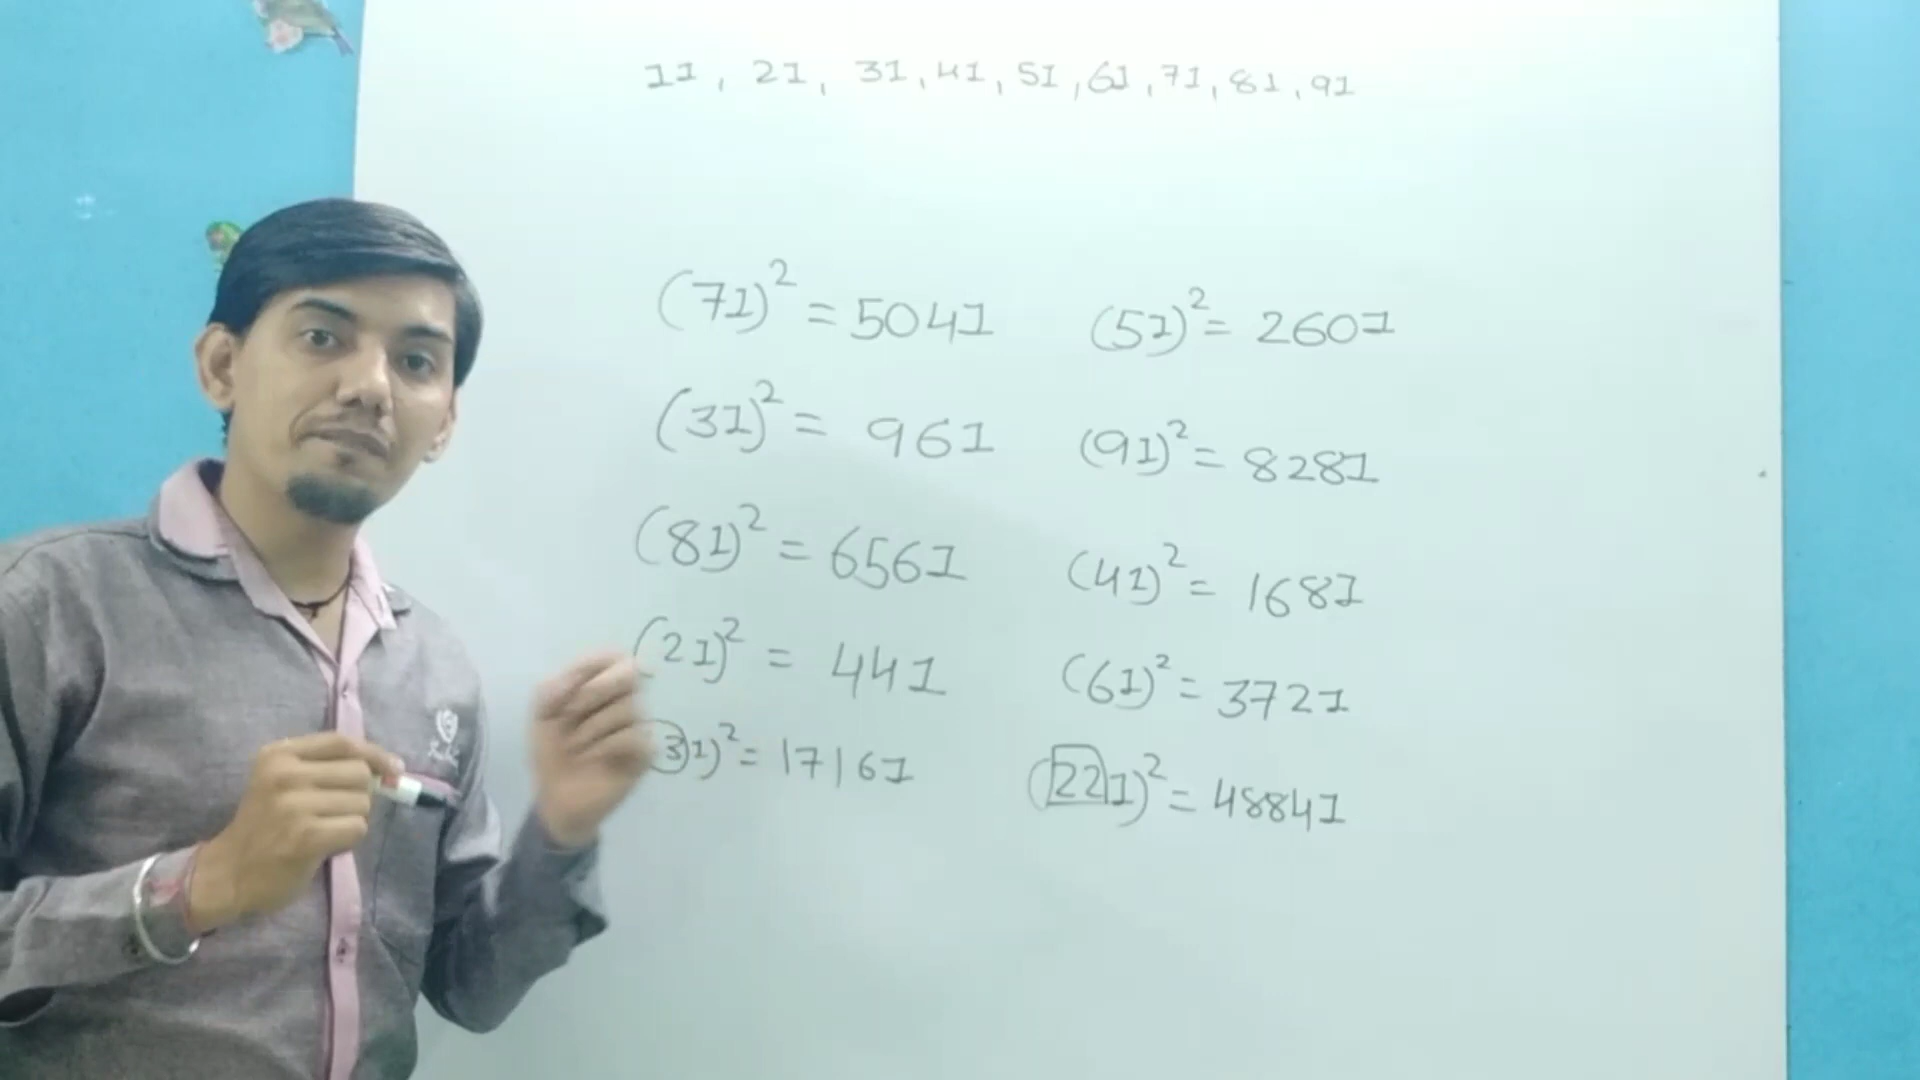 11, 21, 31, 41, 51, 61, 71, 81, 91
(71)² = 5041
(31)² = 961
(81)² = 6561
(21)² = 441
31)² = 17161
(51)² = 2601
(91)² = 8281
(41)² = 1681
(61)² = 3721
(221)² = 48841